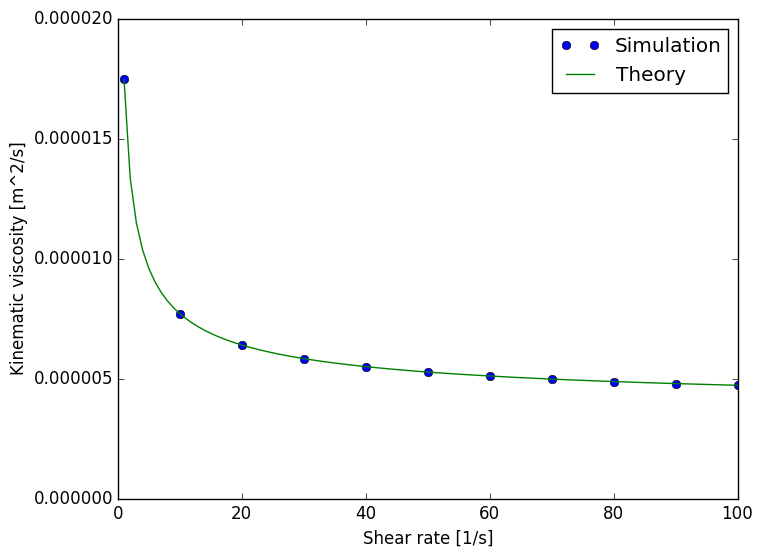 0.000020
Simulation
Theory
0.000015
0.000010
0.000005
0.000000
Kinematic viscosity [m^2/s]
0 20 40 60 80 100
Shear rate [1/s]